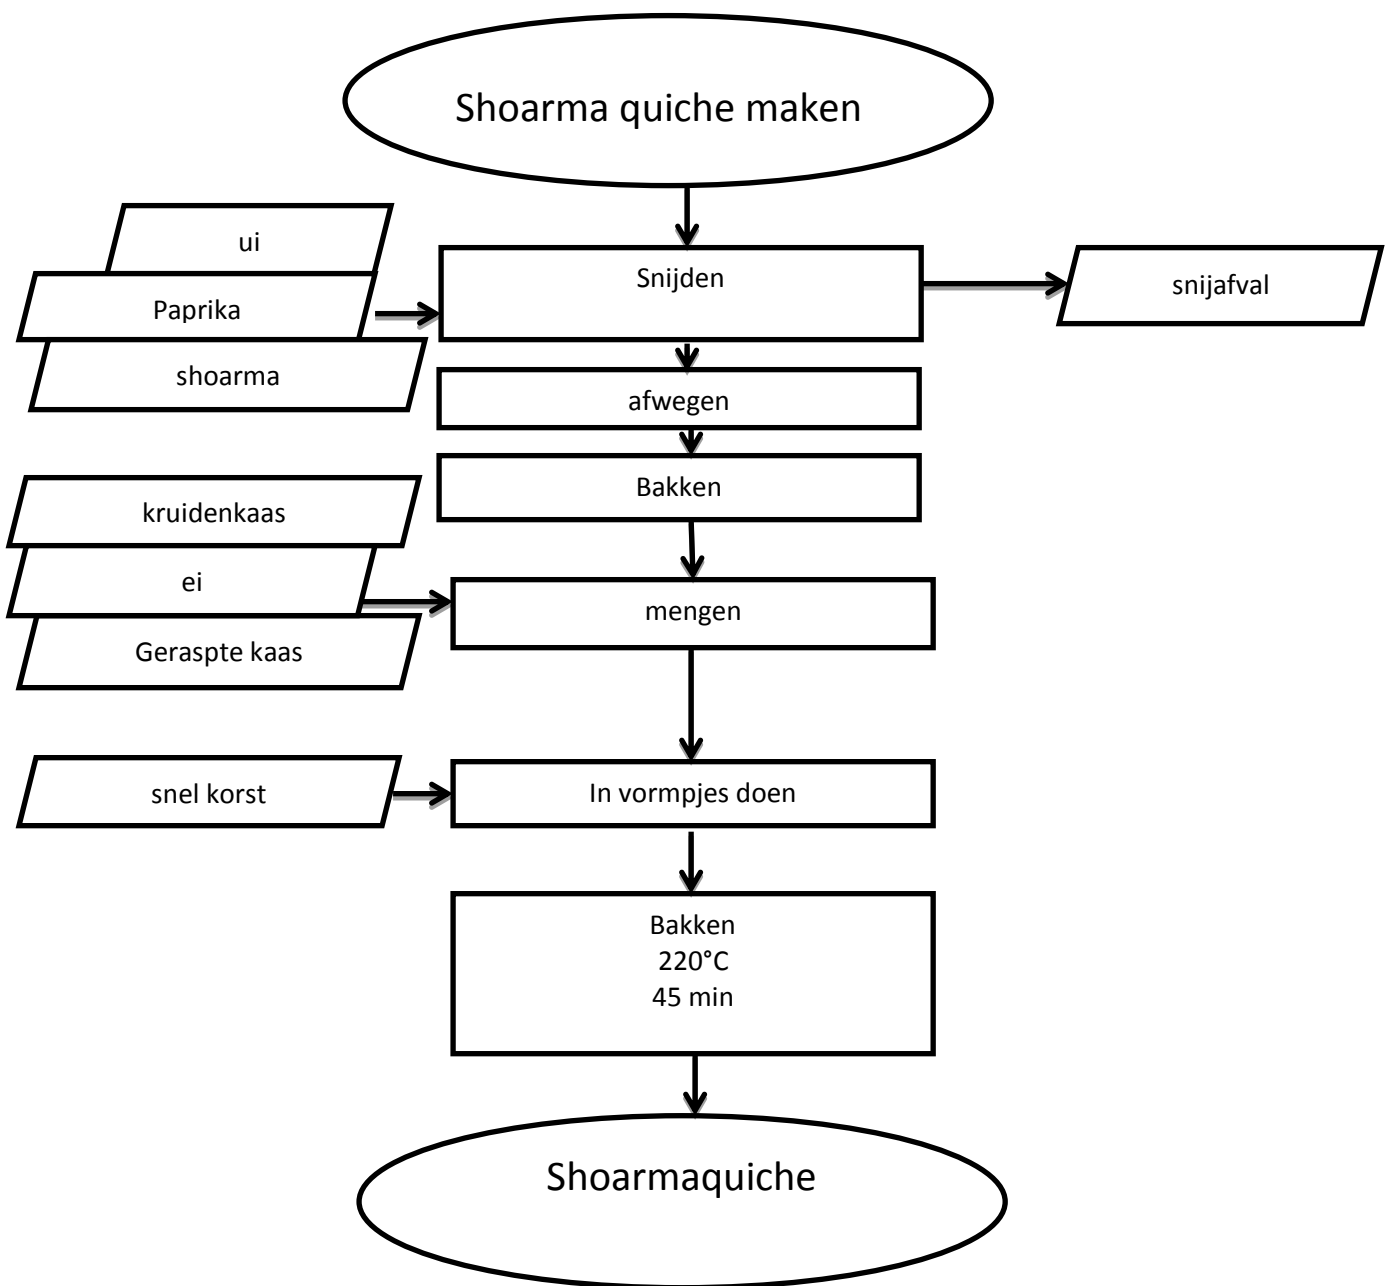 Shoarma quiche maken
ui
Paprika
shoarma
Snijden
snijafval
afwegen
Bakken
kruidenkaas
ei
Geraspte kaas
mengen
snel korst
In vormpjes doen
Bakken
220°C
45 min
Shoarmaquiche